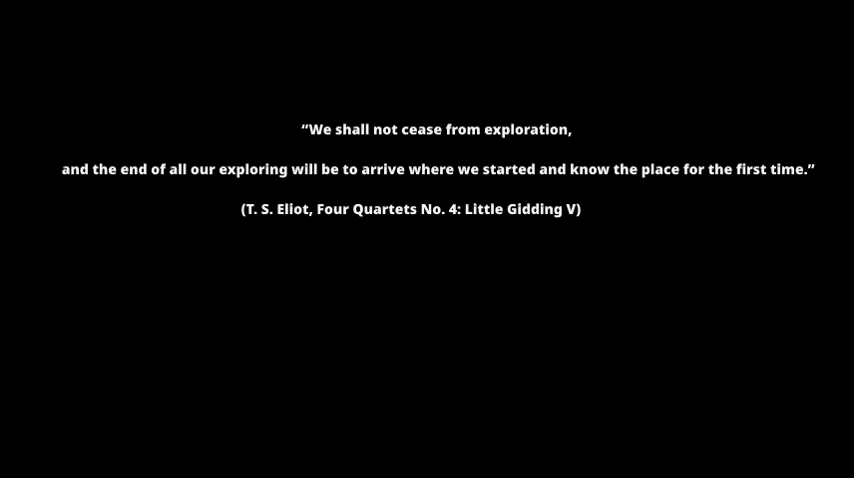 “We shall not cease from exploration,
and the end of all our exploring will be to arrive where we started and know the place for the first time.”
(T. S. Eliot, Four Quartets No. 4: Little Gidding V)